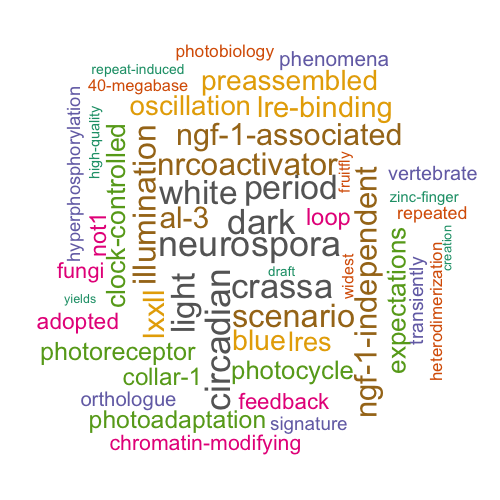 photobiology
phenomena
repeat-induced
preassembled
40-megabase
oscillation
lre-binding
hyperphosphorylation
high-quality
clock-controlled
illumination
ngf-1-associated
nrcoactivator
fruitfly
vertebrate
white
period
zinc-finger
al-3
dark
loop
repeated
not1
neurospora
ngf-1-independent
expectations
transiently
heterodimerization
creation
fungi
draft
widest
light
circadian
crassa
yields
lxxll
adopted
scenario
photoreceptor
blue
lres
collar-1
photocycle
orthologue
feedback
photoadaptation
signature
chromatin-modifying